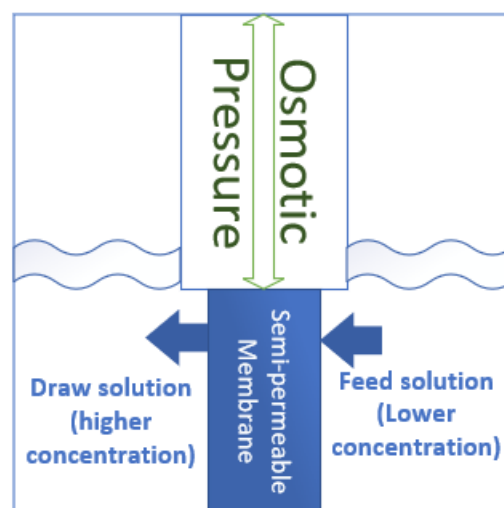 Osmotic
Pressure
Semi-permeable
Membrane
Draw solution
(higher
concentration)
Feed solution
(Lower
concentration)